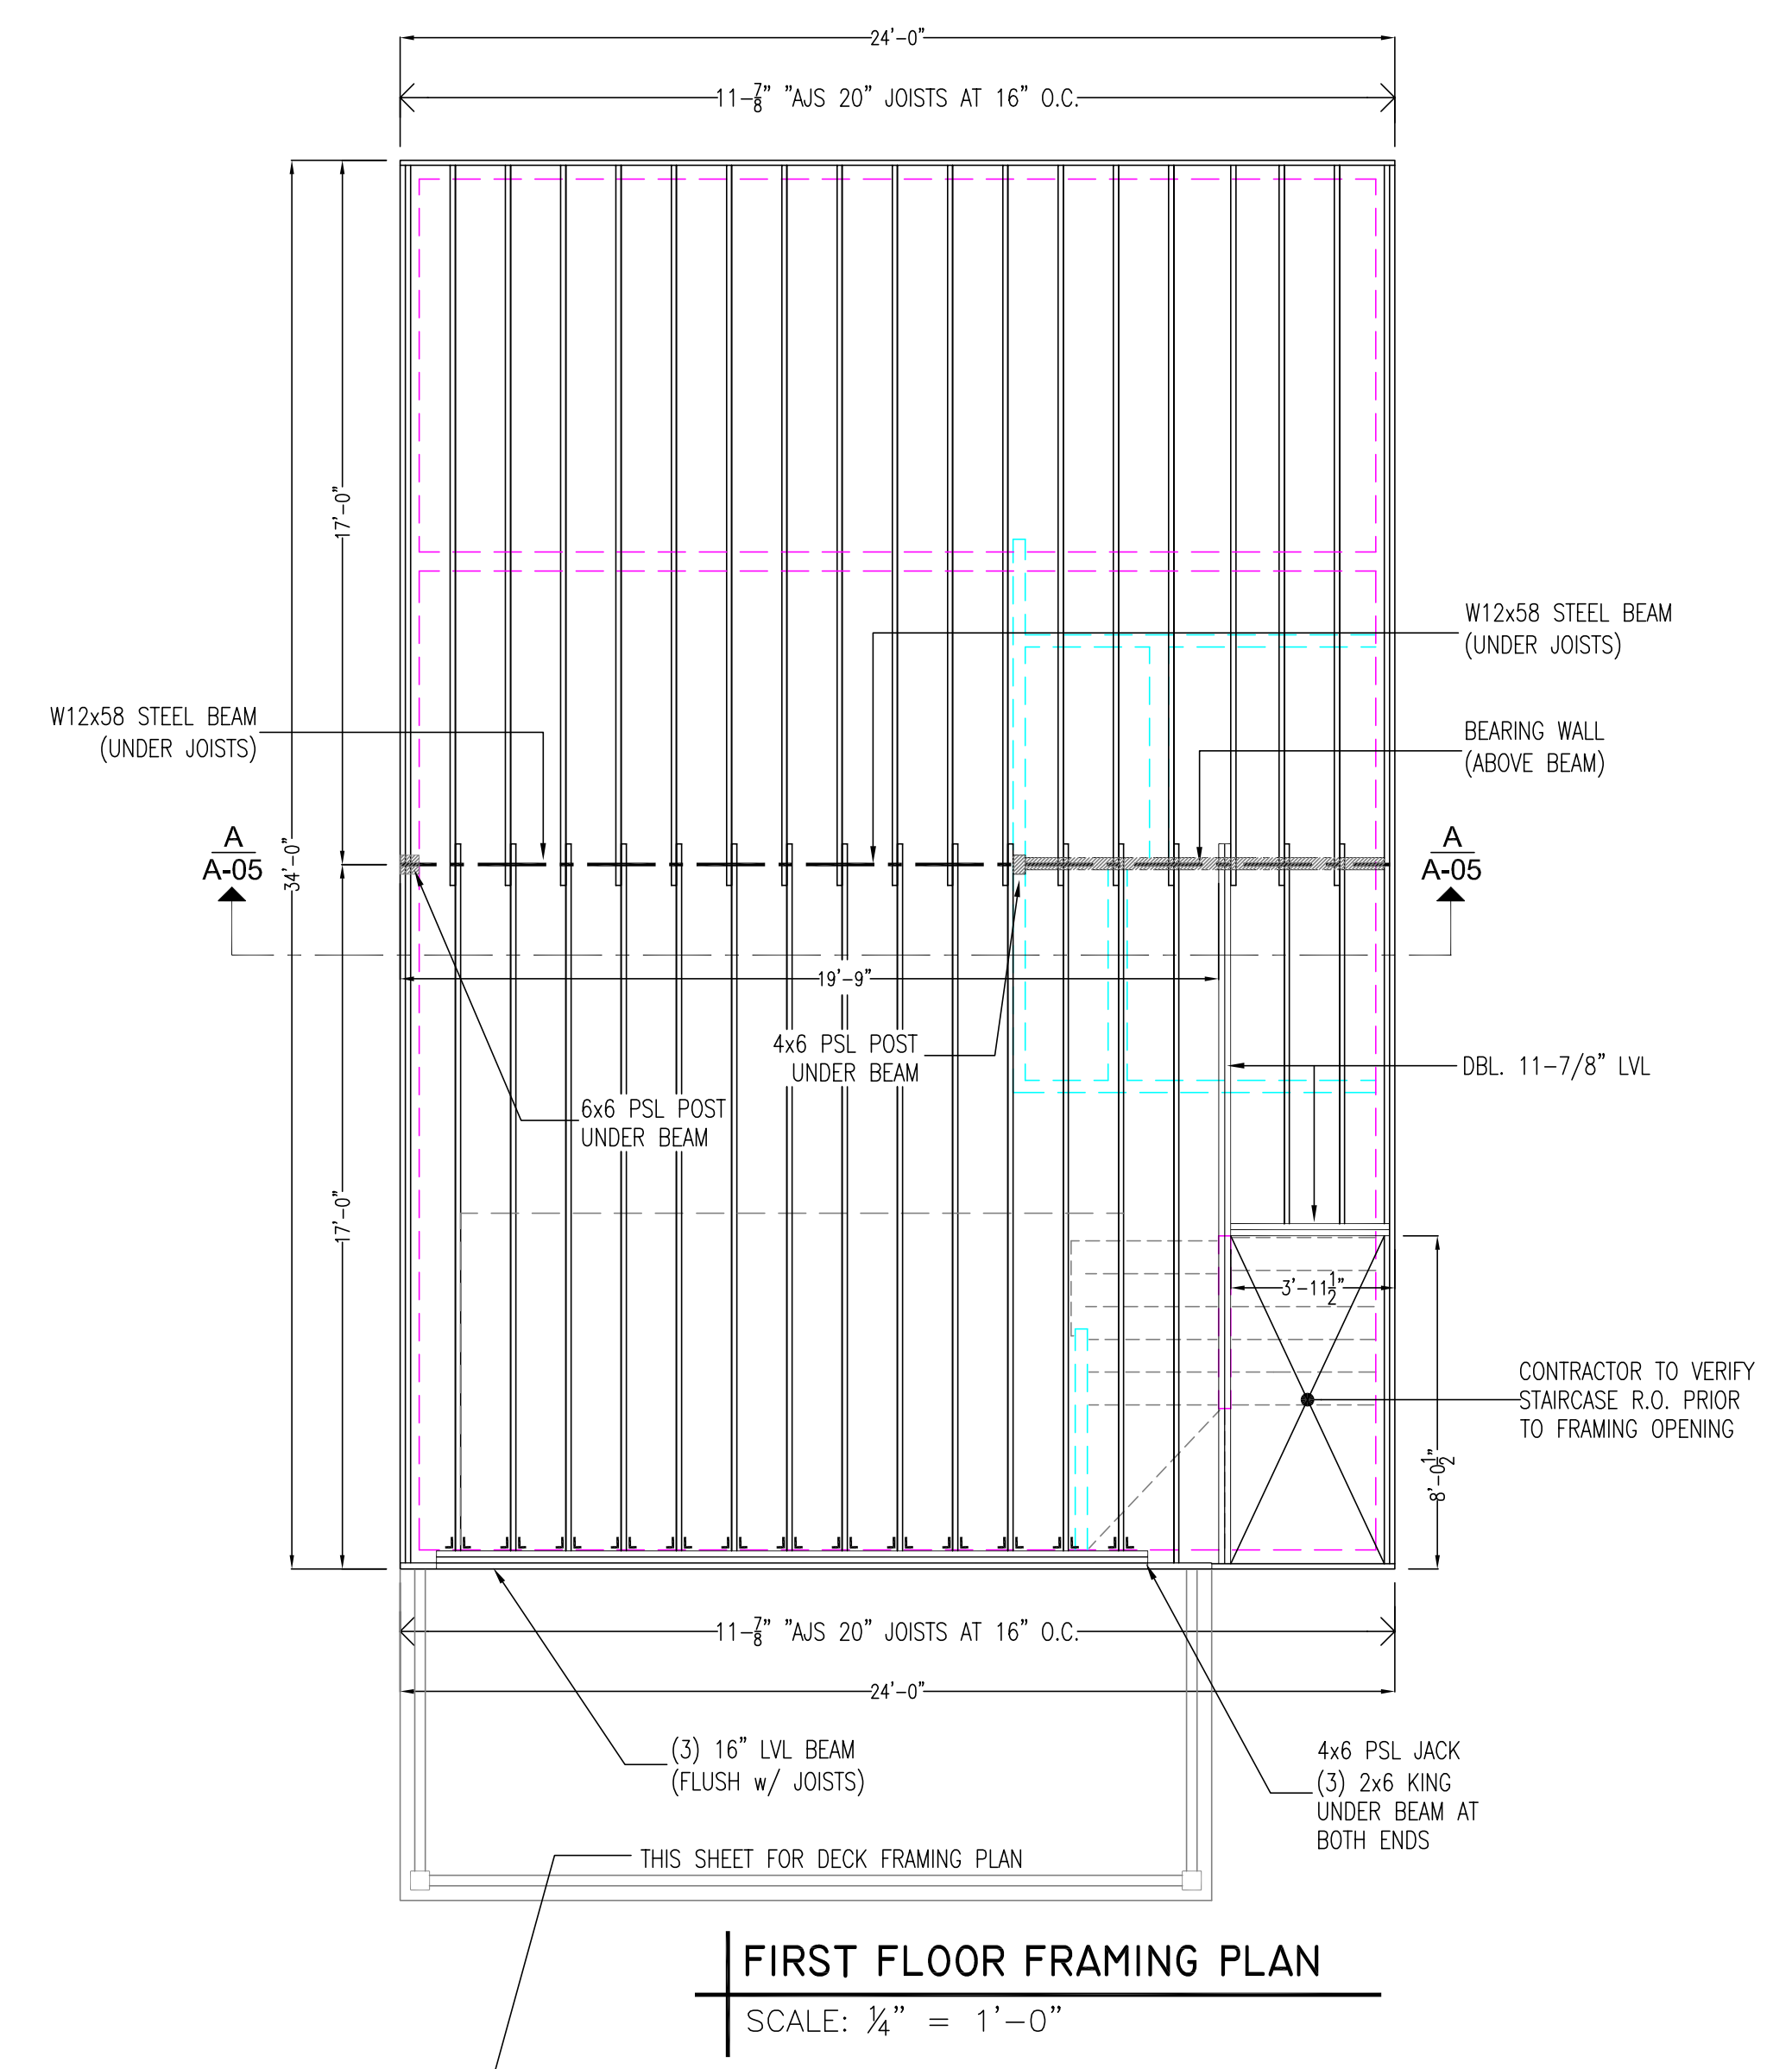 24'-0"
11-7/8" "AJS 20" JOISTS AT 16" O.C.
17'-0"
34'-0"
W12x58 STEEL BEAM
(UNDER JOISTS)
W12x58 STEEL BEAM
(UNDER JOISTS)
BEARING WALL
(ABOVE BEAM)
A
A-05
A
A-05
19'-9"
4x6 PSL POST
UNDER BEAM
DBL. 11-7/8" LVL
6x6 PSL POST
UNDER BEAM
17'-0"
3'-11 1/2"
CONTRACTOR TO VERIFY
STAIRCASE R.O. PRIOR
TO FRAMING OPENING
8'-0 1/2"
11-7/8" "AJS 20" JOISTS AT 16" O.C.
24'-0"
(3) 16" LVL BEAM
(FLUSH w/ JOISTS)
4x6 PSL JACK
(3) 2x6 KING
UNDER BEAM AT
BOTH ENDS
THIS SHEET FOR DECK FRAMING PLAN
FIRST FLOOR FRAMING PLAN
SCALE: 1/4" = 1'-0"